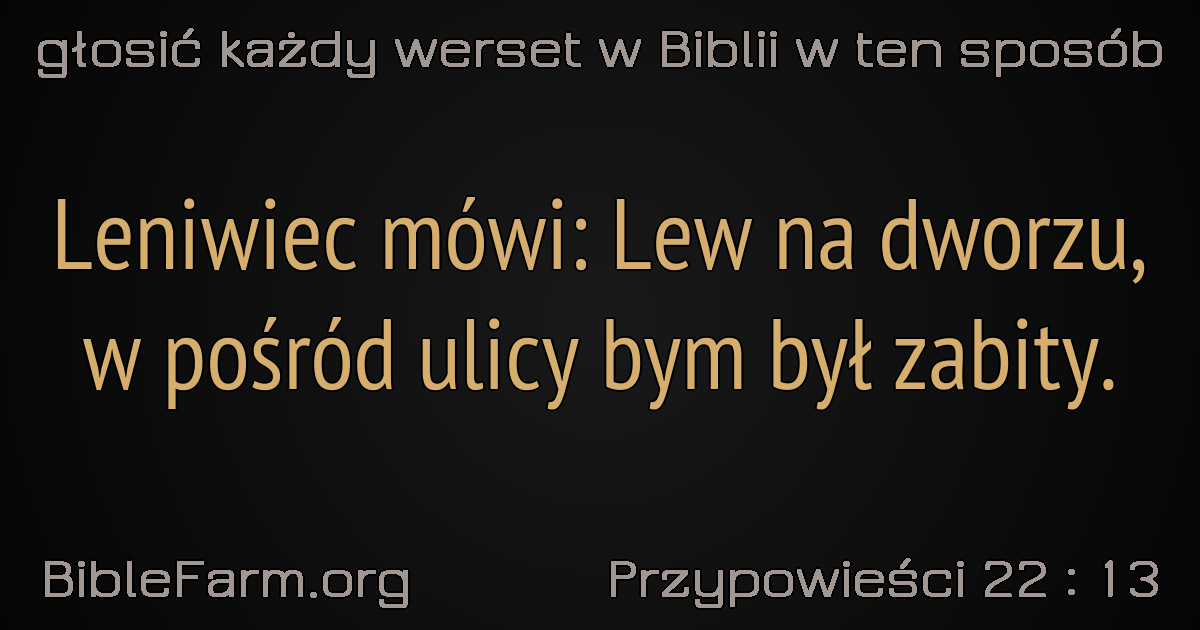 głosić każdy werset w Biblii w ten sposób
Leniwiec mówi: Lew na dworzu,
w pośród ulicy bym był zabity.
BibleFarm.org
Przypowieści 22 : 13